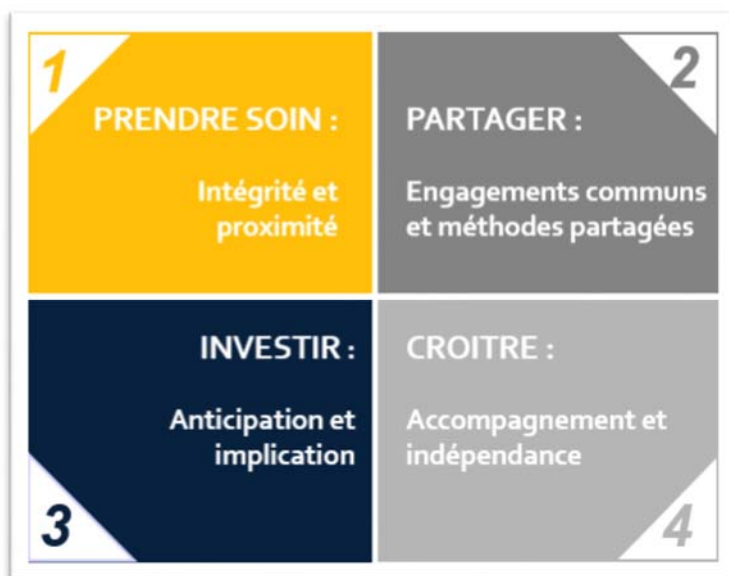 1
PRENDRE SOIN :
Intégrité et
proximité
2
PARTAGER :
Engagements communs
et méthodes partagées
INVESTIR :
Anticipation et
implication
3
CROITRE :
Accompagnement et
indépendance
4